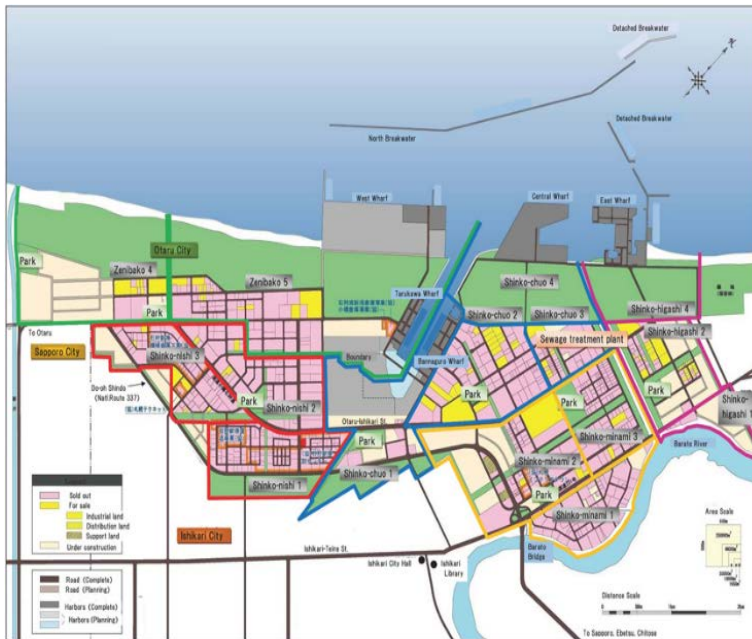 Detached Breakwater
Detached Breakwater
North Breakwater
West Wharf
Central Wharf
East Wharf
Otaru City
Park
Zenibako 4
Zenibako 5
Tarukawa Wharf
Shinko-chuo 4
Shinko-chuo 2
Shinko-chuo 3
Shinko-higashi 4
Shinko-higashi 2
Park
To Otaru
Sapporo City
Shinko-nishi 3
Boundary
Bannaguro Wharf
Sewage treatment plant
Do-oh Shindo
(Natl.Route 337)
Park
Shinko-nishi 2
Park
Park
Shinko-
higashi 1
Otaru-Ishikari St.
Park
Shinko-minami 3
Barato River
Shinko-nishi 1
Shinko-chuo 1
Shinko-minami 2
Park
Shinko-minami 1
Sold out
For sale
Industrial land
Distribution land
Support land
Under construction
Ishikari City
Ishikari-Teine St.
Ishikari City Hall
Ishikari
Library
Barato
Bridge
Area Scale
Road (Complete)
Road (Planning)
Harbors (Complete)
Harbors (Planning)
Distance Scale
To Sapporo, Ebetsu, Chitose